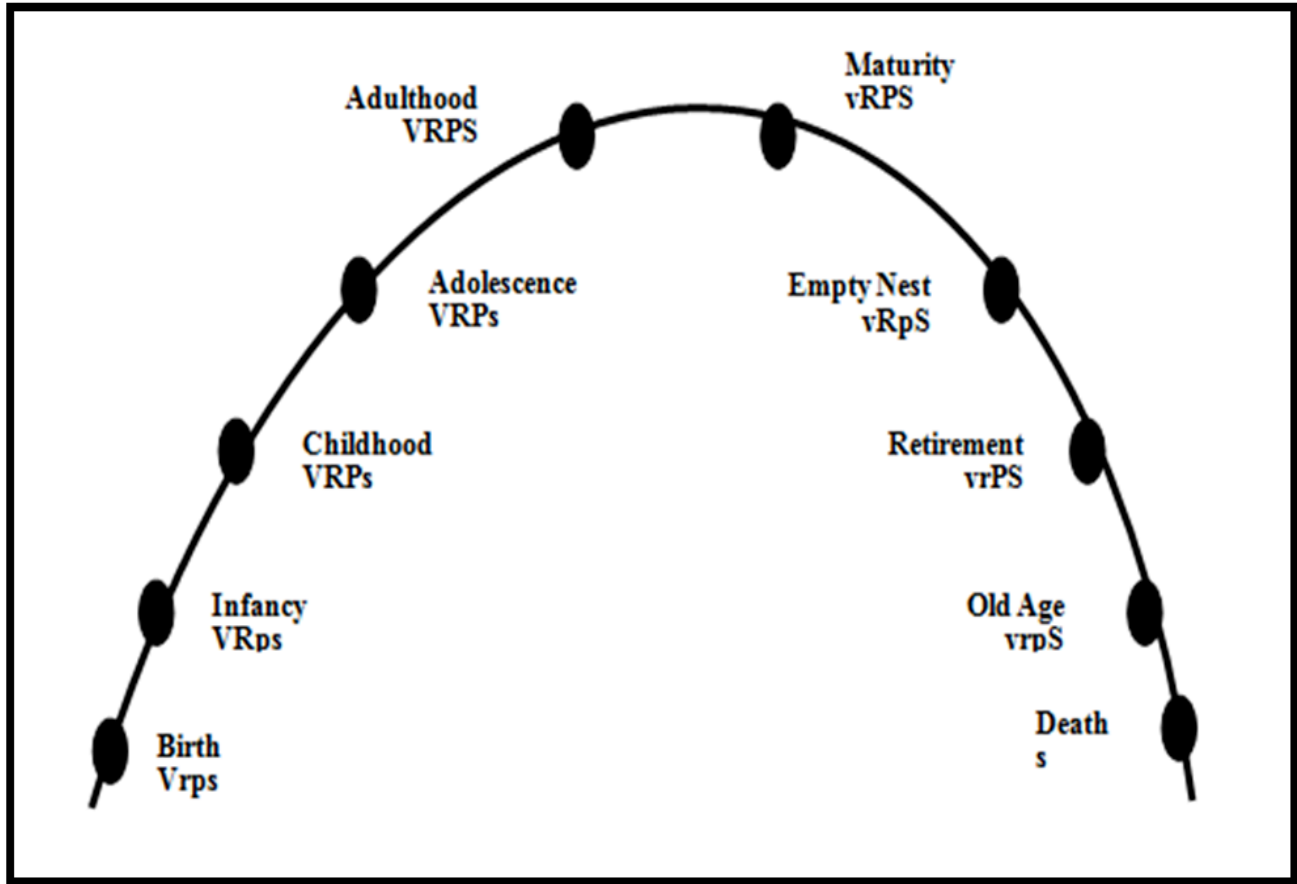 Maturity
vRPS
Adulthood
VRPS
Adolescence
VRPs
Empty Nest
vRpS
Childhood
VRPs
Retirement
vrPS
Infancy
VRps
Old Age
vrpS
Birth
Vrps
Death
s